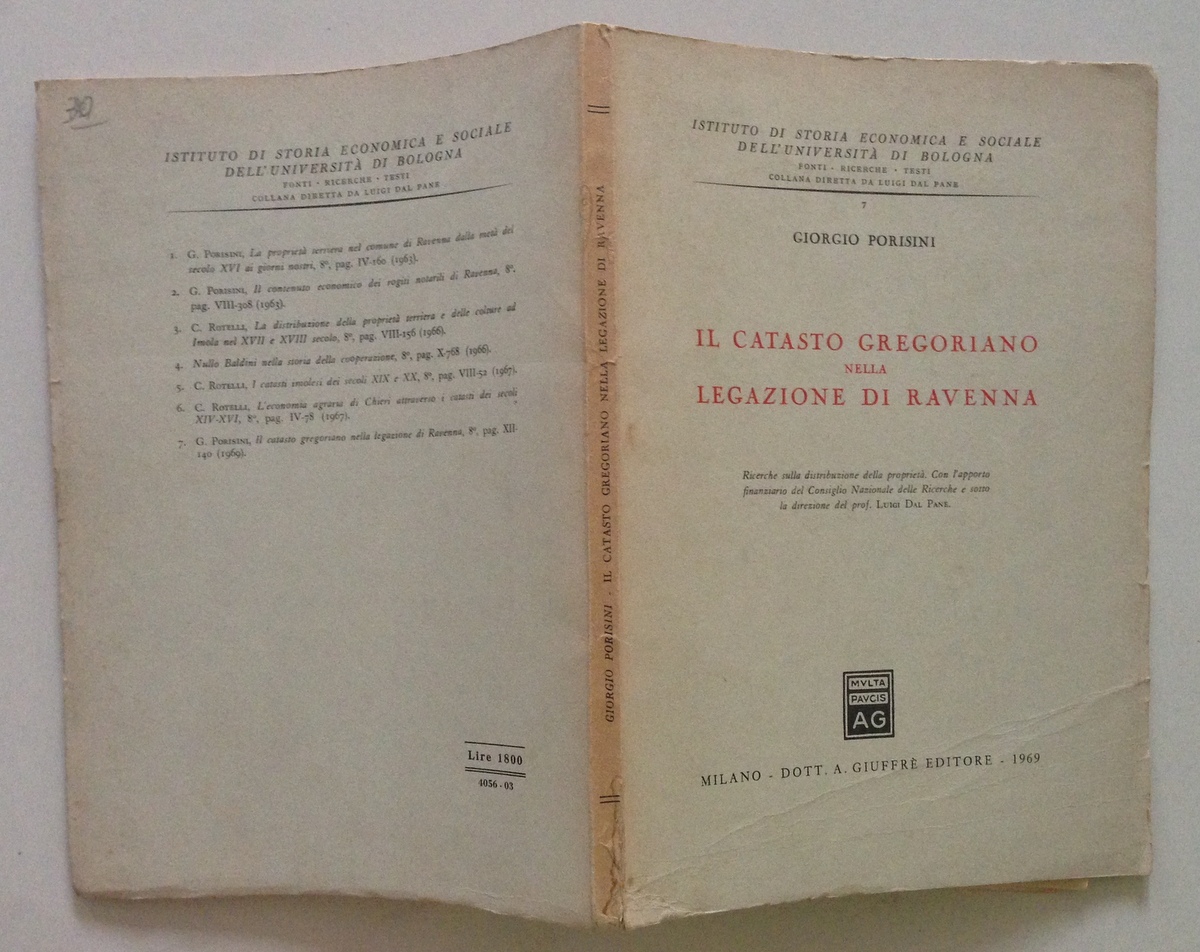 ISTITUTO DI STORIA ECONOMICA E SOCIALE
DELL'UNIVERSITÀ DI BOLOGNA
FONTI - RICERCHE - TESTI
COLLANA DIRETTA DA LUIGI DAL PANE
1. G. PORISINI, La proprietà terriera nel comune di Ravenna dalla metà del
secolo XVI ai giorni nostri, 8º, pag. IV-160 (1963).
2. G. PORISINI, Il contenuto economico dei rogiti notarili di Ravenna, 8º,
pag. VIII-308 (1963).
3. C. ROTELLI, La distribuzione della proprietà terriera e delle colture ad
Imola nel XVII e XVIII secolo, 8º, pag. VIII-156 (1966).
4. Nullo Baldini nella storia della cooperazione, 8º, pag. X-768 (1966).
5. C. ROTELLI, I catasti imolesi dei secoli XIX e XX, 8º, pag. VIII-52 (1967).
6. C. ROTELLI, L'economia agraria di Chieri attraverso i catasti dei secoli
XIV-XVI, 8º, pag. IV-78 (1967).
7. G. PORISINI, Il catasto gregoriano nella legazione di Ravenna, 8º, pag. XII-
140 (1969).
Lire 1800
4056-03
GIORGIO PORISINI - IL CATASTO GREGORIANO NELLA LEGAZIONE DI RAVENNA
ISTITUTO DI STORIA ECONOMICA E SOCIALE
DELL'UNIVERSITÀ DI BOLOGNA
FONTI - RICERCHE - TESTI
COLLANA DIRETTA DA LUIGI DAL PANE
7
GIORGIO PORISINI
IL CATASTO GREGORIANO
NELLA
LEGAZIONE DI RAVENNA
Ricerche sulla distribuzione della proprietà. Con l'apporto
finanziario del Consiglio Nazionale delle Ricerche e sotto
la direzione del prof. LUIGI DAL PANE.
MVLTA
PAVCIS
AG
MILANO - DOTT. A. GIUFFRÈ EDITORE - 1969